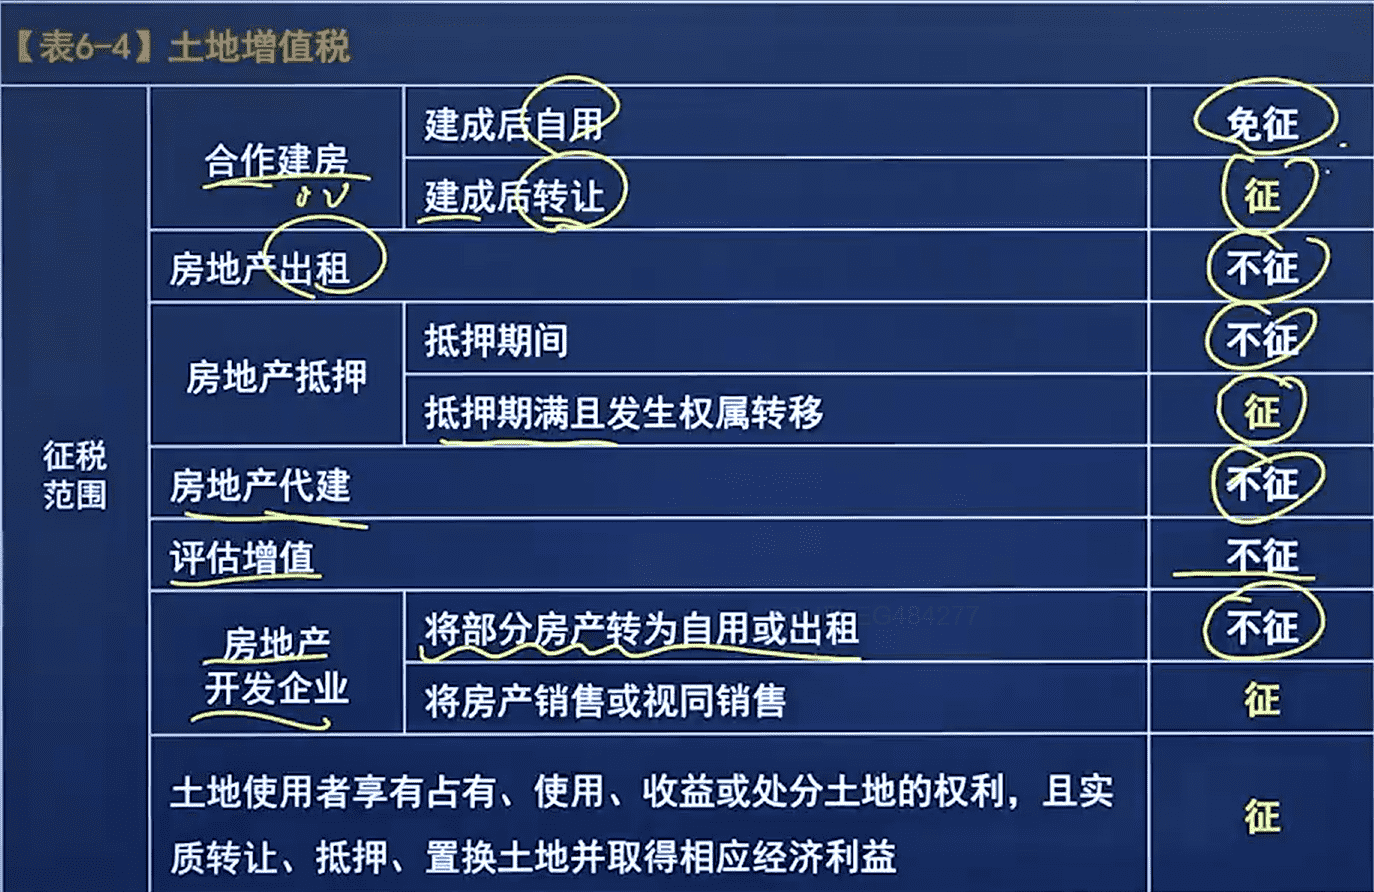 【表6-4】土地增值税
合作建房
建成后自用
免征
建成后转让
征
房地产出租
不征
房地产抵押
抵押期间
不征
抵押期满且发生权属转移
征
征税
范围
房地产代建
不征
评估增值
不征
房地产
开发企业
将部分房产转为自用或出租
不征
将房产销售或视同销售
征
土地使用者享有占有、使用、收益或处分土地的权利，且实
质转让、抵押、置换土地并取得相应经济利益
征